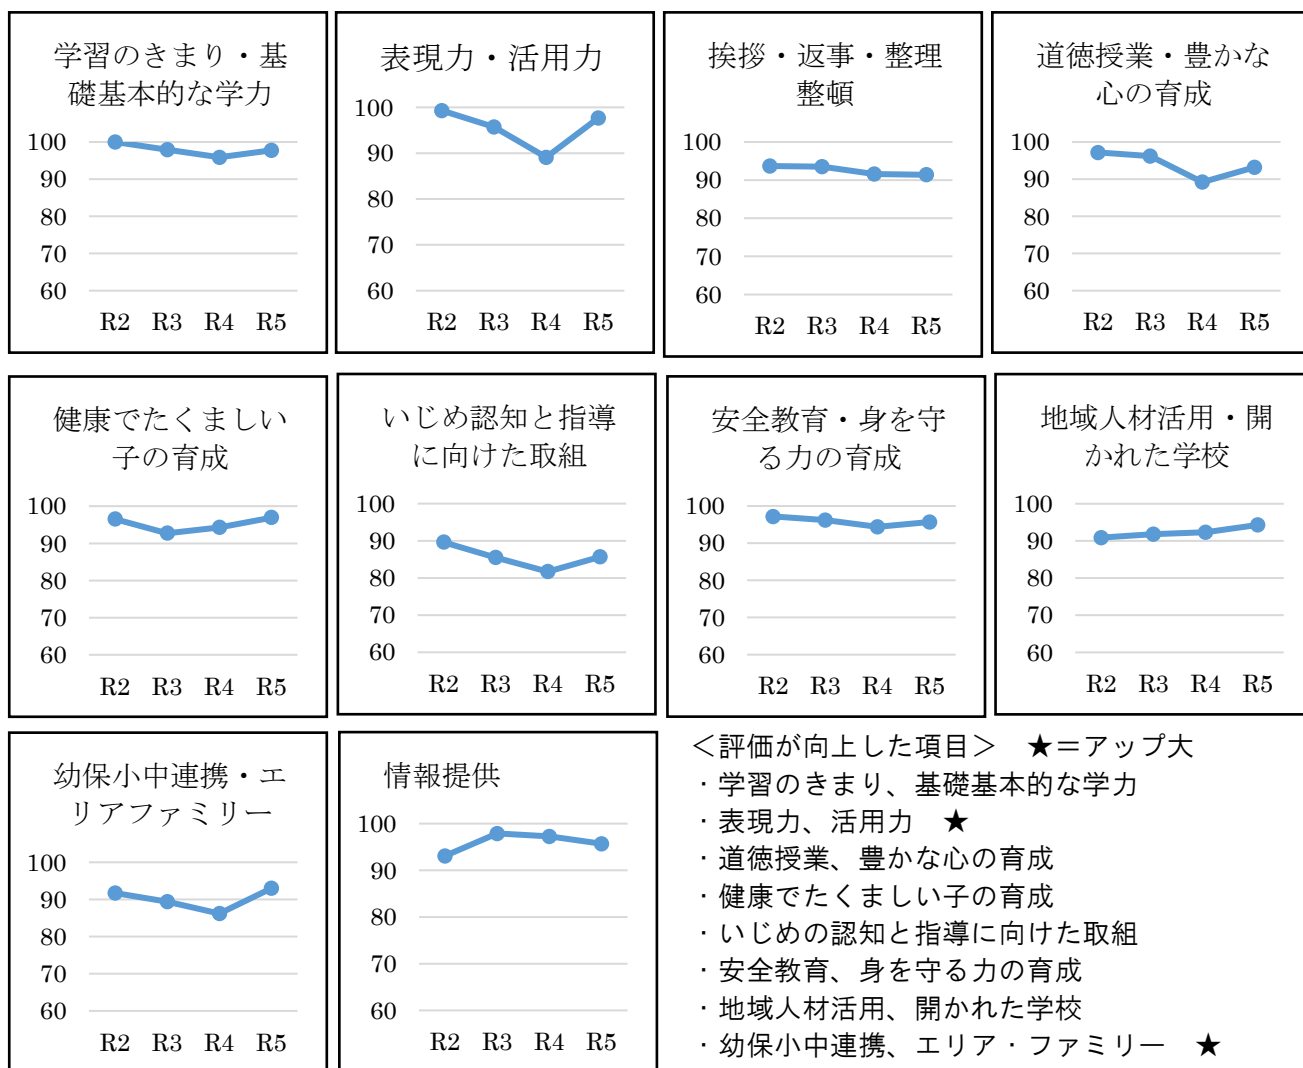 学習のきまり・基
礎基本的な学力
100
90
80
70
60
R2 R3 R4 R5
表現力・活用力
100
90
80
70
60
R2 R3 R4 R5
挨拶・返事・整理
整頓
100
90
80
70
60
R2 R3 R4 R5
道徳授業・豊かな
心の育成
100
90
80
70
60
R2 R3 R4 R5
健康でたくましい
子の育成
100
90
80
70
60
R2 R3 R4 R5
いじめ認知と指導
に向けた取組
100
90
80
70
60
R2 R3 R4 R5
安全教育・身を守
る力の育成
100
90
80
70
60
R2 R3 R4 R5
地域人材活用・開
かれた学校
100
90
80
70
60
R2 R3 R4 R5
幼保小中連携・エ
リアファミリー
100
90
80
70
60
R2 R3 R4 R5
情報提供
100
90
80
70
60
R2 R3 R4 R5
＜評価が向上した項目＞　★＝アップ大
・学習のきまり、基礎基本的な学力
・表現力、活用力　★
・道徳授業、豊かな心の育成
・健康でたくましい子の育成
・いじめの認知と指導に向けた取組
・安全教育、身を守る力の育成
・地域人材活用、開かれた学校
・幼保小中連携、エリア・ファミリー　★